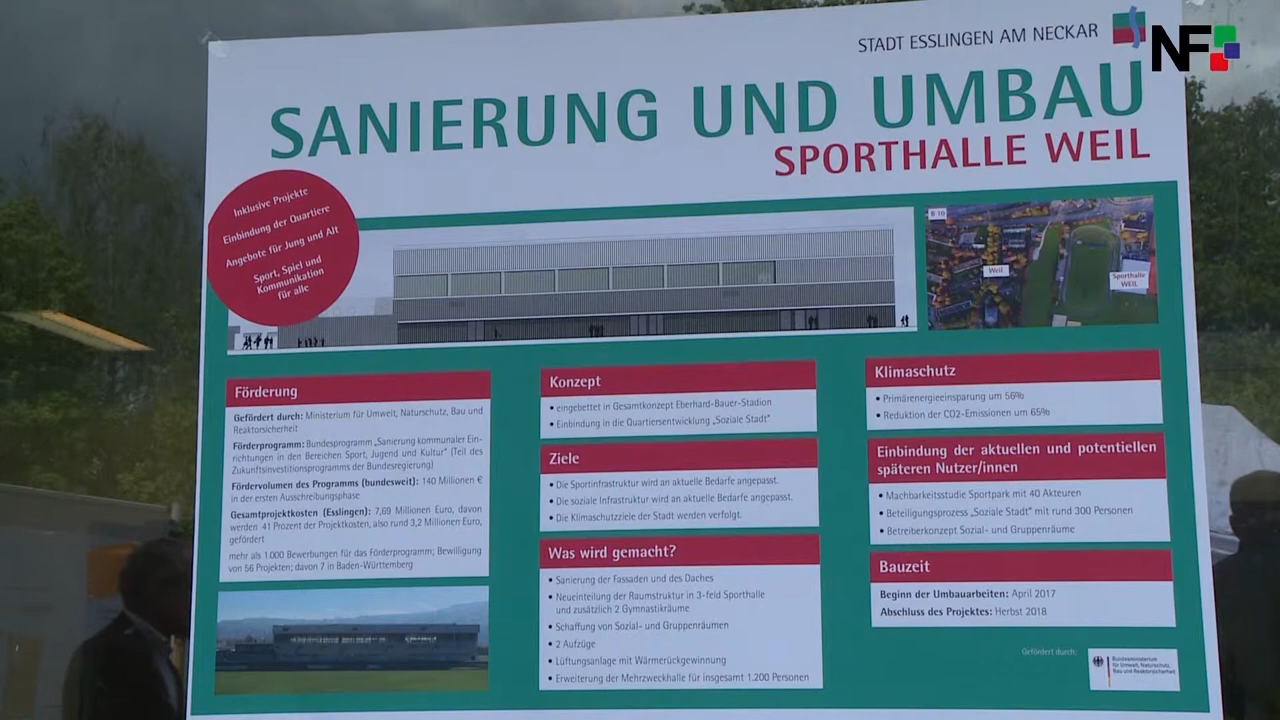 STADT ESSLINGEN AM NECKAR
NF
SANIERUNG UND UMBAU
SPORTHALLE WEIL
Inklusive Projekte
Einbindung der Quartiere
Angebote für Jung und Alt
Sport, Spiel und
Kommunikation
für alle
B 10
Weil
Sporthalle
WEIL
Förderung
Gefördert durch: Ministerium für Umwelt, Naturschutz, Bau und
Reaktorsicherheit
Förderprogramm: Bundesprogramm „Sanierung kommunaler Ein-
richtungen in den Bereichen Sport, Jugend und Kultur" (Teil des
Zukunftsinvestitionsprogramms der Bundesregierung)
Fördervolumen des Programms (bundesweit): 140 Millionen €
in der ersten Ausschreibungsphase
Gesamtprojektkosten (Esslingen): 7,69 Millionen Euro, davon
werden 41 Prozent der Projektkosten, also rund 3,2 Millionen Euro,
gefördert
mehr als 1.000 Bewerbungen für das Förderprogramm; Bewilligung
von 56 Projekten; davon 7 in Baden-Württemberg
Konzept
• eingebettet in Gesamtkonzept Eberhard-Bauer-Stadion
• Einbindung in die Quartiersentwicklung „Soziale Stadt"
Ziele
• Die Sportinfrastruktur wird an aktuelle Bedarfe angepasst.
• Die soziale Infrastruktur wird an aktuelle Bedarfe angepasst.
• Die Klimaschutzziele der Stadt werden verfolgt.
Was wird gemacht?
• Sanierung der Fassaden und des Daches
• Neueinteilung der Raumstruktur in 3-feld Sporthalle
und zusätzlich 2 Gymnastikräume
• Schaffung von Sozial- und Gruppenräumen
• 2 Aufzüge
• Lüftungsanlage mit Wärmerückgewinnung
• Erweiterung der Mehrzweckhalle für insgesamt 1.200 Personen
Klimaschutz
• Primärenergieeinsparung um 56%
• Reduktion der CO2-Emissionen um 65%
Einbindung der aktuellen und potentiellen
späteren Nutzer/innen
• Machbarkeitsstudie Sportpark mit 40 Akteuren
• Beteiligungsprozess „Soziale Stadt" mit rund 300 Personen
• Betreiberkonzept Sozial- und Gruppenräume
Bauzeit
Beginn der Umbauarbeiten: April 2017
Abschluss des Projektes: Herbst 2018
Gefördert durch:
Bundesministerium
für Umwelt, Naturschutz,
Bau und Reaktorsicherheit